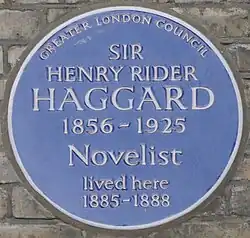 GREATER LONDON COUNCIL
SIR
HENRY RIDER
HAGGARD
1856-1925
Novelist
lived here
1885-1888